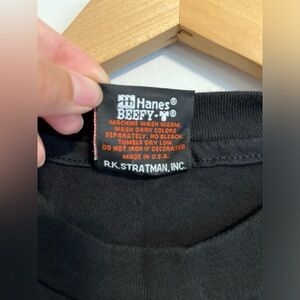 Hanes®
BEEFY-T®
MACHINE WASH WARM,
WASH DARK COLORS
SEPARATELY. NO BLEACH.
TUMBLE DRY LOW.
DO NOT IRON IF DECORATED.
MADE IN U.S.A.
R.K. STRATMAN, INC.